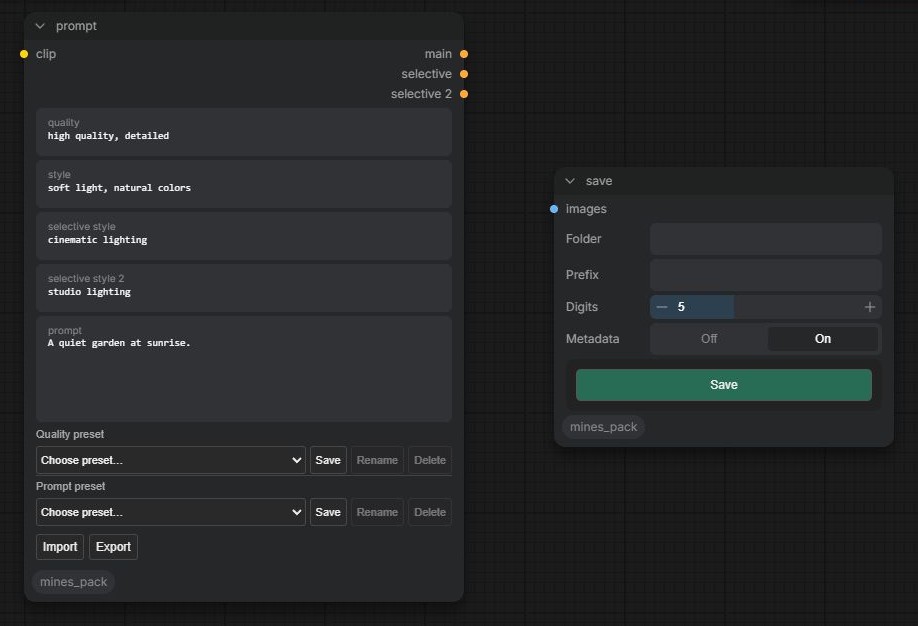 prompt
clip
main
selective
selective 2
quality
high quality, detailed
style
soft light, natural colors
selective style
cinematic lighting
selective style 2
studio lighting
prompt
A quiet garden at sunrise.
Quality preset
Choose preset... Save Rename Delete
Prompt preset
Choose preset... Save Rename Delete
Import Export
mines_pack
save
images
Folder
Prefix
Digits 5
Metadata Off On
Save
mines_pack